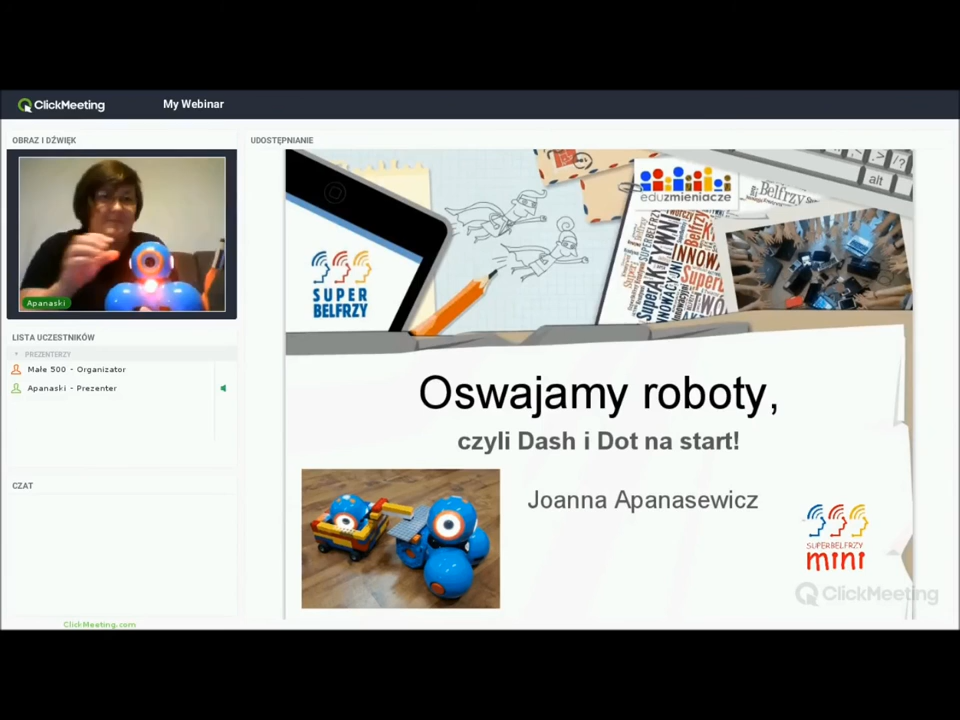 ClickMeeting
My Webinar
OBRAZ I DŹWIĘK
UDOSTĘPNIANIE
Apanaski
LISTA UCZESTNIKÓW
PREZENTERZY
Małe 500 - Organizator
Apanaski - Prezenter
CZAT
ClickMeeting.com
alt
eduzmieniacze
Belfrzy
SUPER
BELFRZY
Oswajamy roboty,
czyli Dash i Dot na start!
Joanna Apanasewicz
SUPERBELFRZY
mini
ClickMeeting